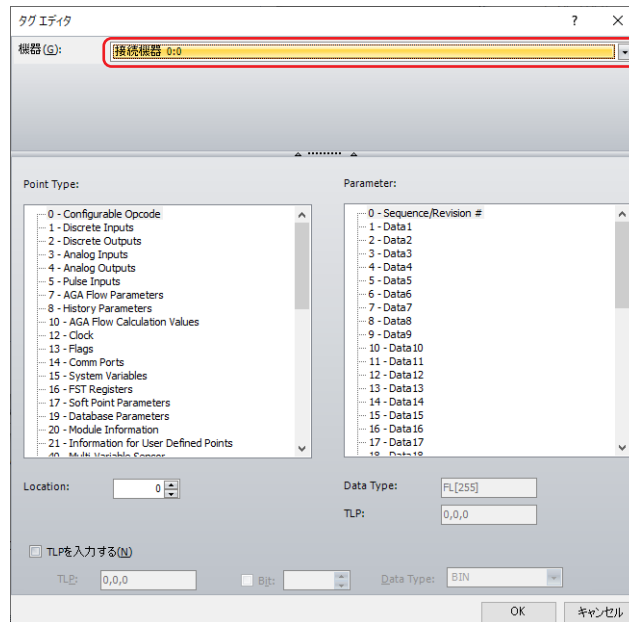 タグ エディタ ? ×
機器(G): 接続機器 0:0
Point Type:
0 - Configurable Opcode
1 - Discrete Inputs
2 - Discrete Outputs
3 - Analog Inputs
4 - Analog Outputs
5 - Pulse Inputs
7 - AGA Flow Parameters
8 - History Parameters
10 - AGA Flow Calculation Values
12 - Clock
13 - Flags
14 - Comm Ports
15 - System Variables
16 - FST Registers
17 - Soft Point Parameters
19 - Database Parameters
20 - Module Information
21 - Information for User Defined Points
40 - Multi Variable Sensor
Parameter:
0 - Sequence/Revision #
1 - Data1
2 - Data2
3 - Data3
4 - Data4
5 - Data5
6 - Data6
7 - Data7
8 - Data8
9 - Data9
10 - Data10
11 - Data11
12 - Data12
13 - Data13
14 - Data14
15 - Data15
16 - Data16
17 - Data17
18 - Data18
Location: 0
Data Type: FL[255]
TLP: 0,0,0
TLPを入力する(N)
TLP: 0,0,0 Bit: Data Type: BIN
OK キャンセル